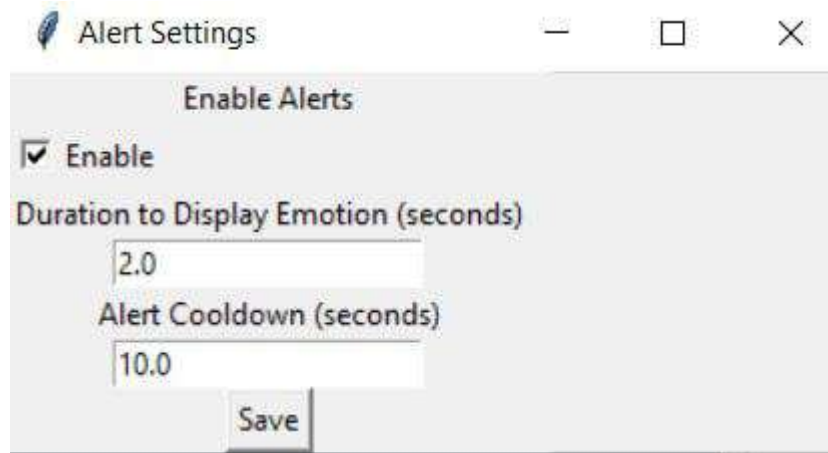 Alert Settings
Enable Alerts
Enable
Duration to Display Emotion (seconds)
2.0
Alert Cooldown (seconds)
10.0
Save